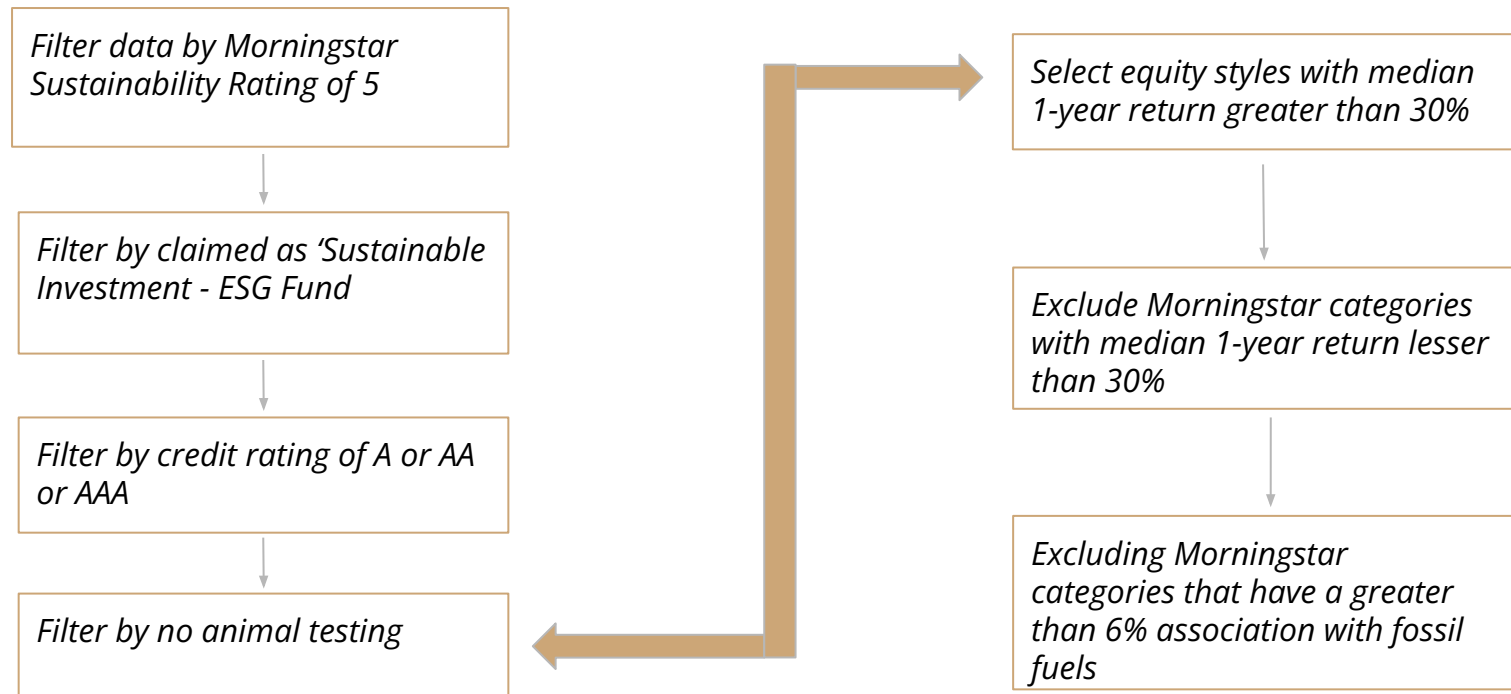 Filter data by Morningstar
Sustainability Rating of 5
Filter by claimed as ‘Sustainable
Investment - ESG Fund
Filter by credit rating of A or AA
or AAA
Filter by no animal testing
Select equity styles with median
1-year return greater than 30%
Exclude Morningstar categories
with median 1-year return lesser
than 30%
Excluding Morningstar
categories that have a greater
than 6% association with fossil
fuels